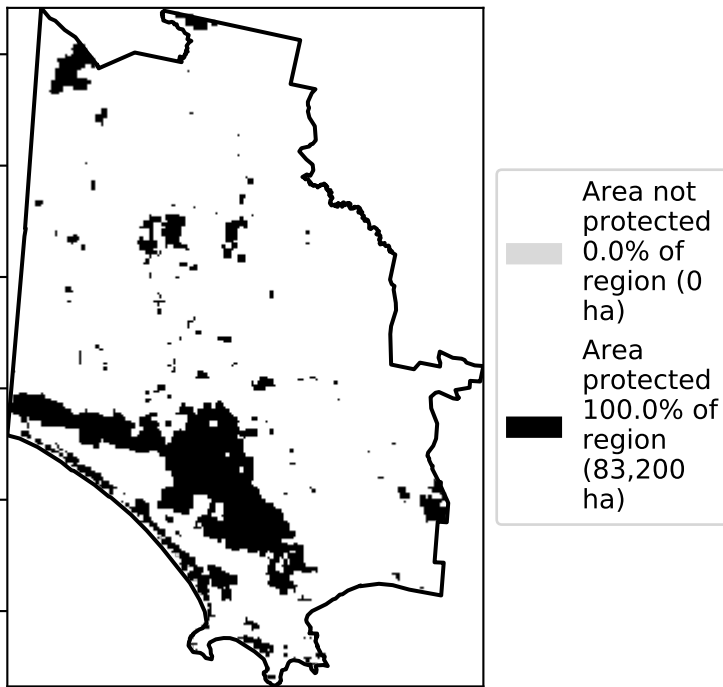 Area not
protected
0.0% of
region (0
ha)
Area
protected
100.0% of
region
(83,200
ha)